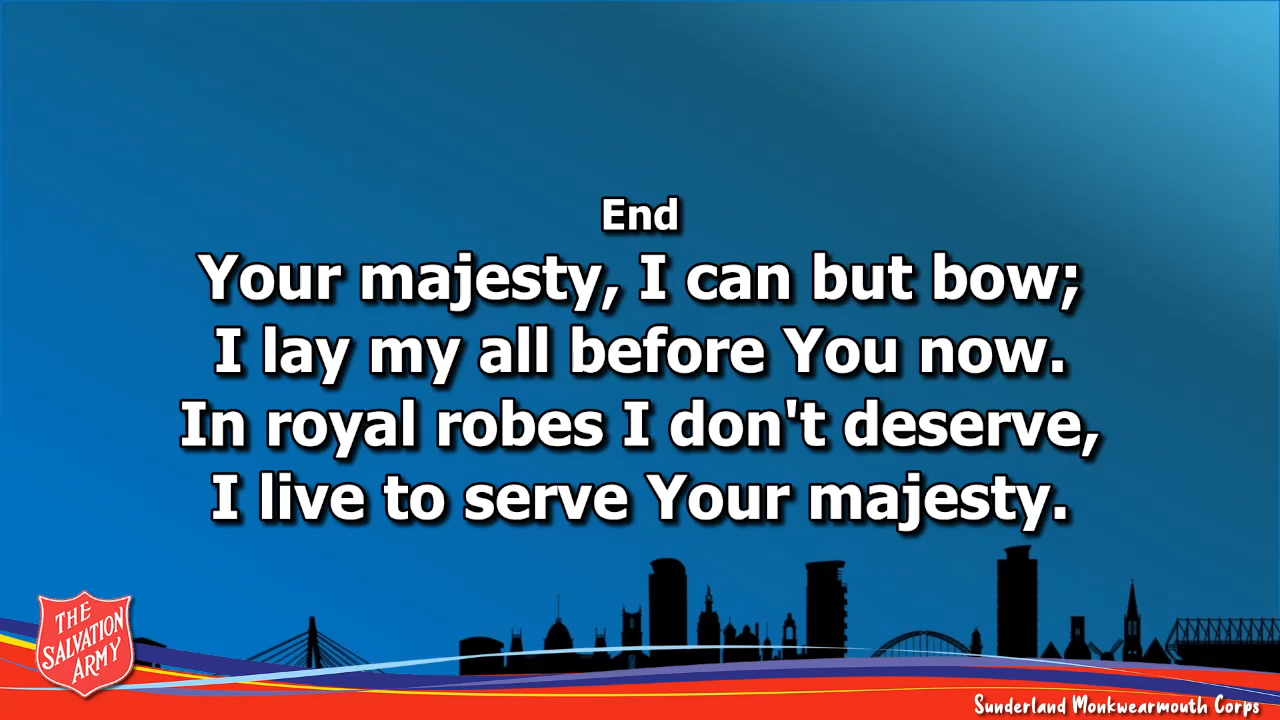 End
Your majesty, I can but bow;
I lay my all before You now.
In royal robes I don't deserve,
I live to serve Your majesty.
THE
SALVATION
ARMY
Sunderland Monkwearmouth Corps